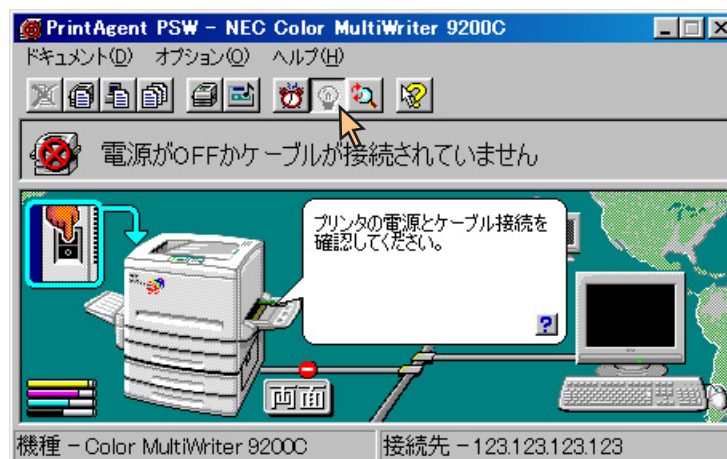 PrintAgent PSW - NEC Color MultiWriter 9200C
ドキュメント(D) オプション(O) ヘルプ(H)
電源がOFFかケーブルが接続されていません
プリンタの電源とケーブル接続を
確認してください。
?
両面
機種 - Color MultiWriter 9200C
接続先 - 123.123.123.123